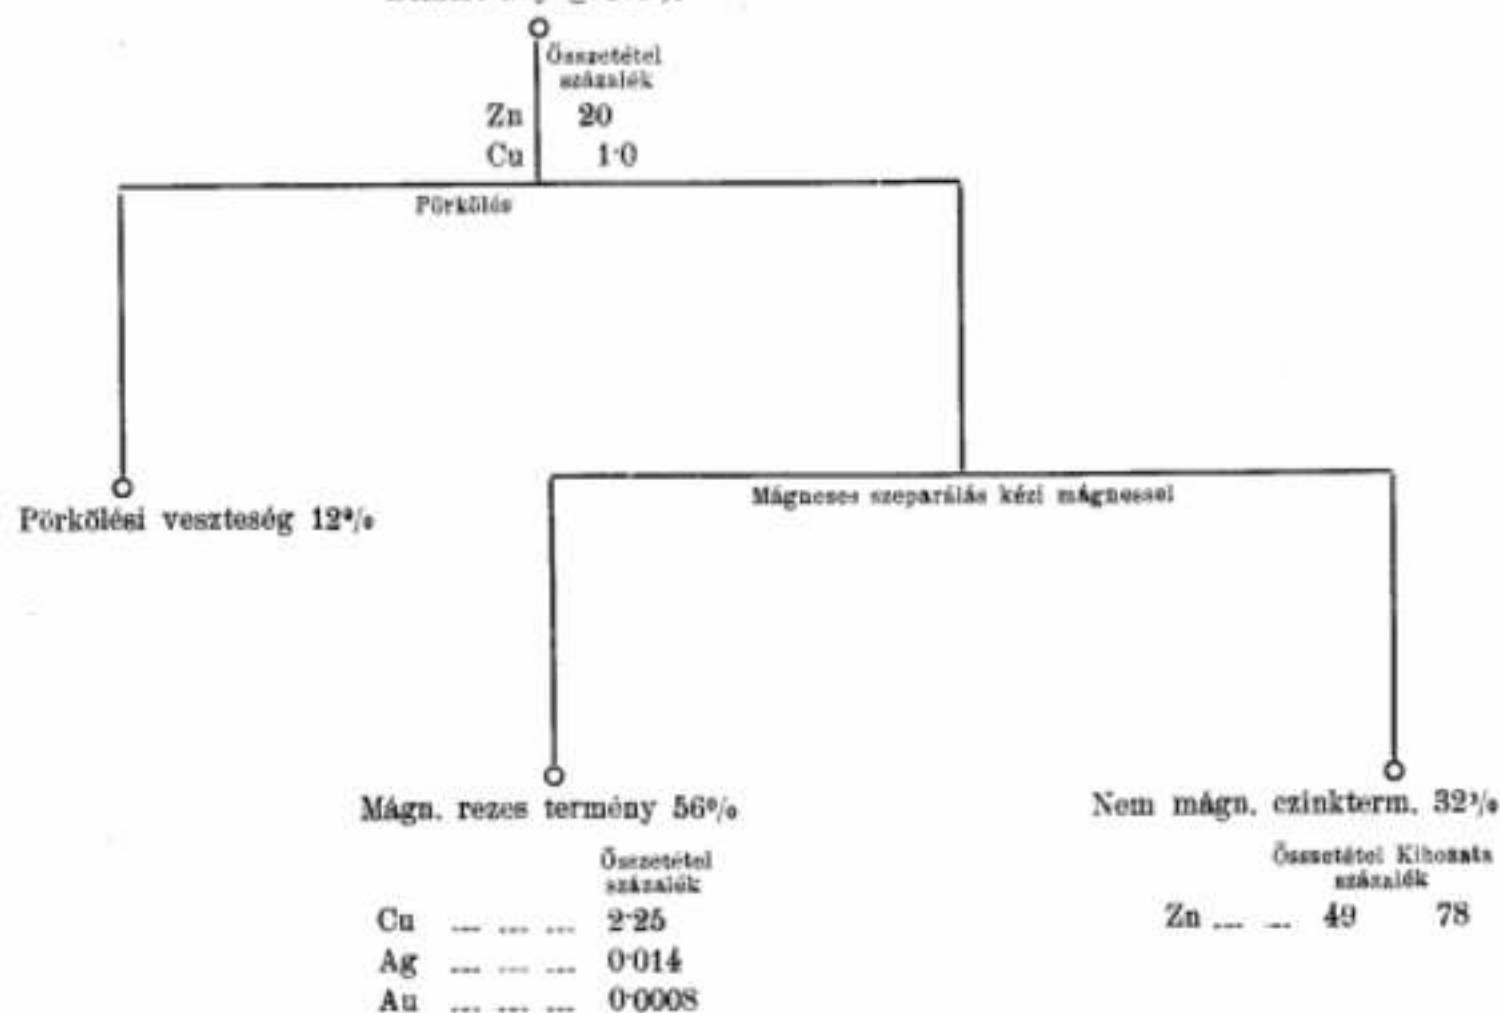 Összetétel
százalék
Zn 20
Cu 1·0
Pörkölés
Pörkölési veszteség 12%
Mágneses szeparálás kézi mágnessel
Mágn. rezes termény 56%
Összetétel
százalék
Cu ... ... ... 2·25
Ag ... ... ... 0·014
Au ... ... ... 0·0008
Nem mágn. czinkterm. 32%
Összetétel Kihozata
százalék
Zn ... ... 49 78